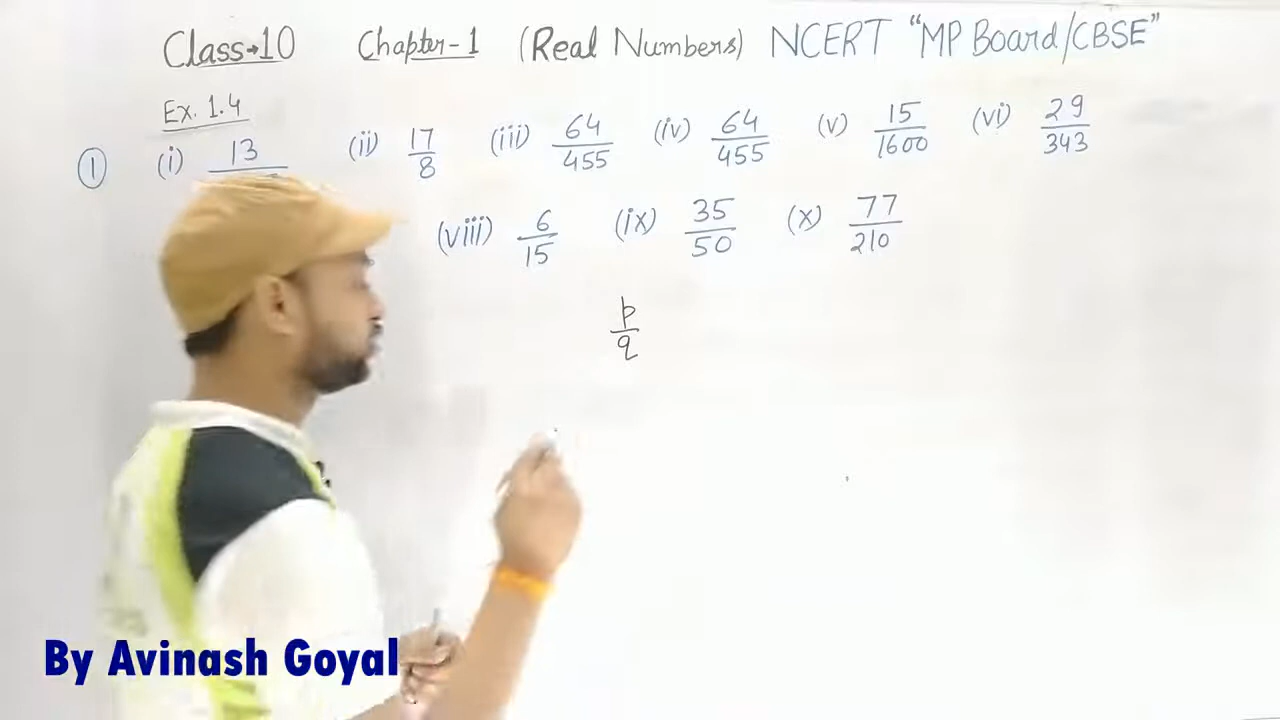 Class→10 Chapter-1 (Real Numbers) NCERT "MP Board/CBSE"
Ex. 1.4
① (i) 13 (ii) 17/8 (iii) 64/455 (iv) 64/455 (v) 15/1600 (vi) 29/343
(viii) 6/15 (ix) 35/50 (x) 77/210
p/q
By Avinash Goyal